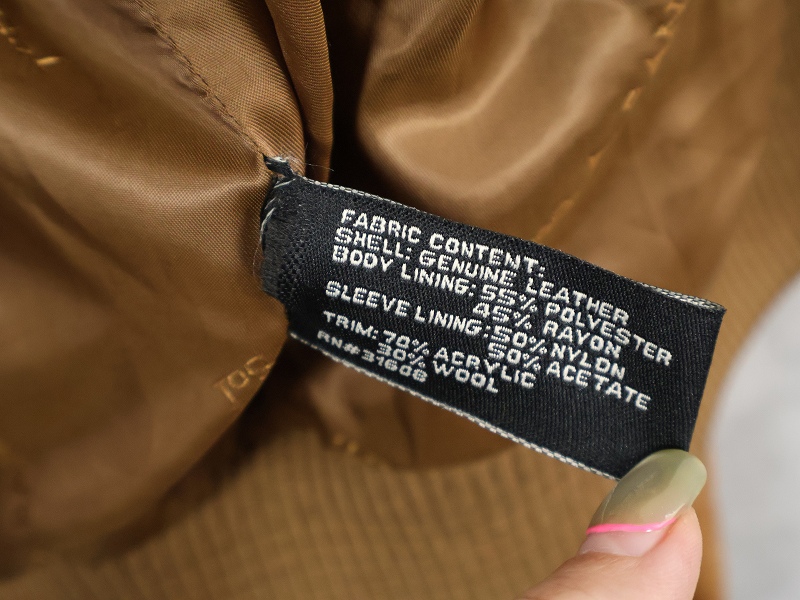 FABRIC CONTENT:
SHELL: GENUINE LEATHER
BODY LINING: 55% POLYESTER
45% RAYON
SLEEVE LINING: 50% NYLON
50% ACETATE
TRIM: 70% ACRYLIC
30% WOOL
RN#31608